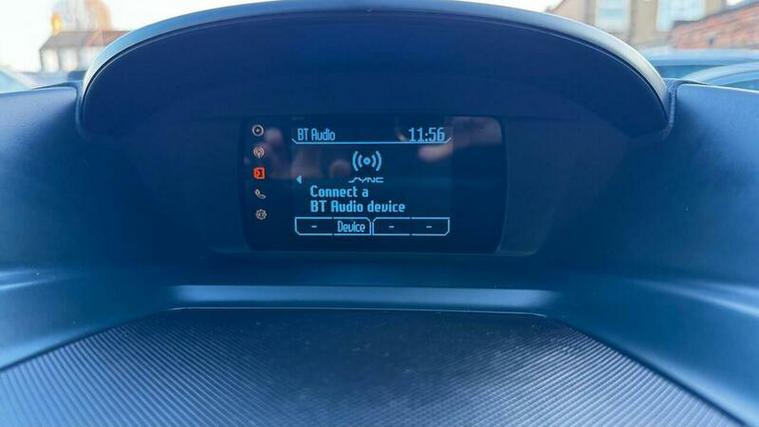 BT Audio 11:56
SYNC
Connect a
BT Audio device
- Device - -